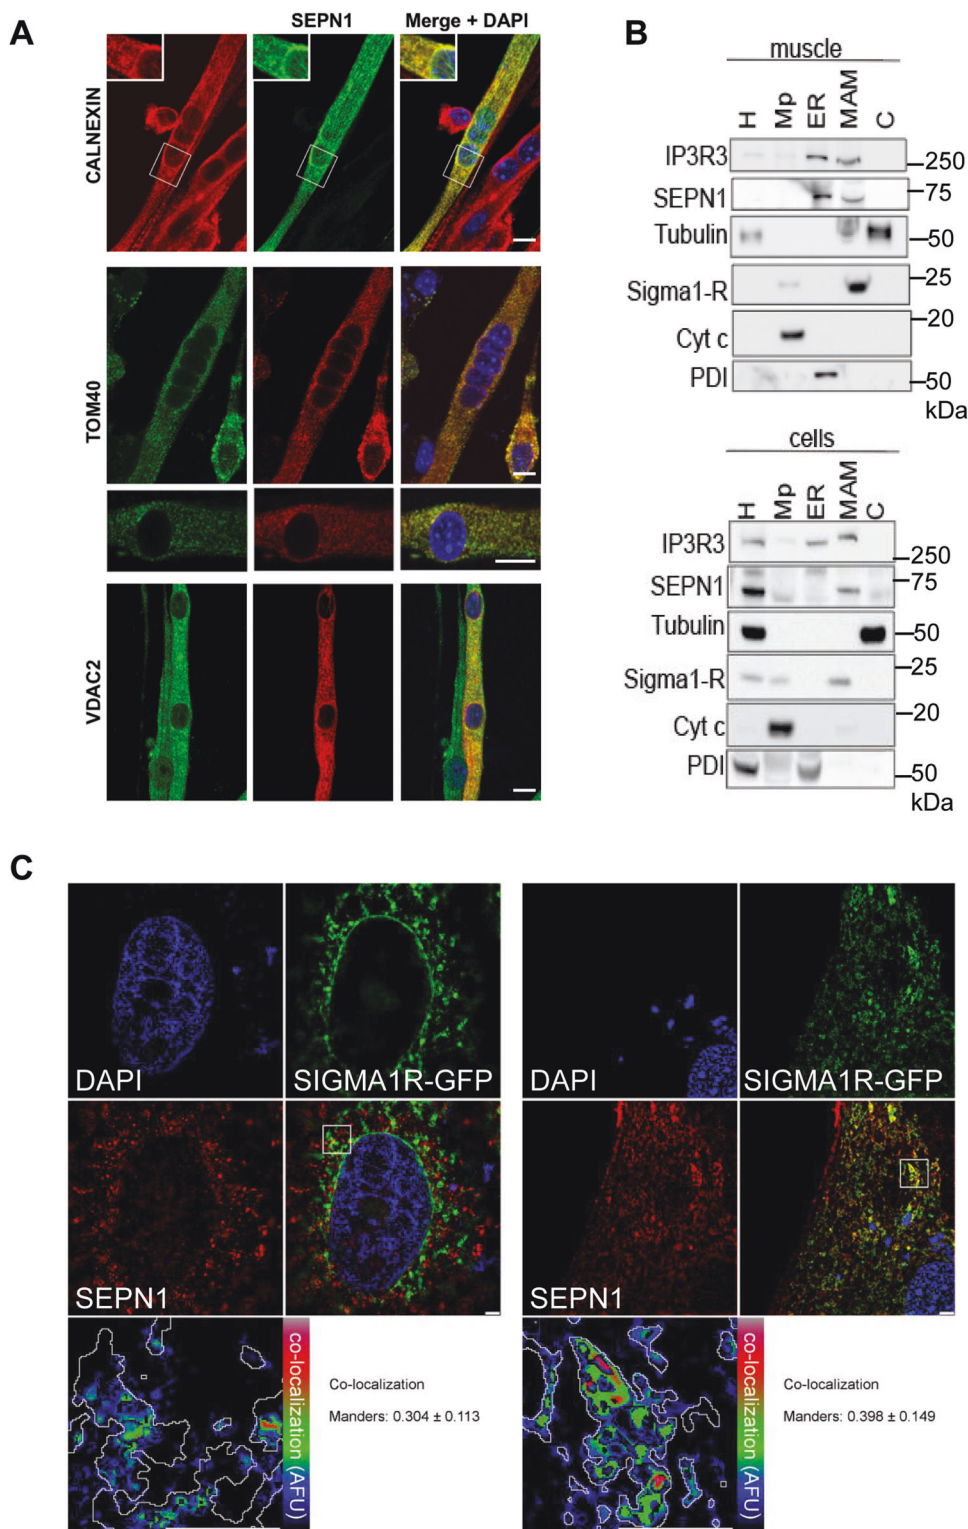 A
SEPN1
Merge + DAPI
CALNEXIN
TOM40
VDAC2
B
muscle
H
Mp
ER
MAM
C
IP3R3
250
SEPN1
75
Tubulin
50
Sigma1-R
25
Cyt c
20
PDI
50
kDa
cells
H
Mp
ER
MAM
C
IP3R3
250
SEPN1
75
Tubulin
50
Sigma1-R
25
Cyt c
20
PDI
50
kDa
C
DAPI
SIGMA1R-GFP
SEPN1
co-localization (AFU)
Co-localization
Manders: 0.304 ± 0.113
DAPI
SIGMA1R-GFP
SEPN1
co-localization (AFU)
Co-localization
Manders: 0.398 ± 0.149